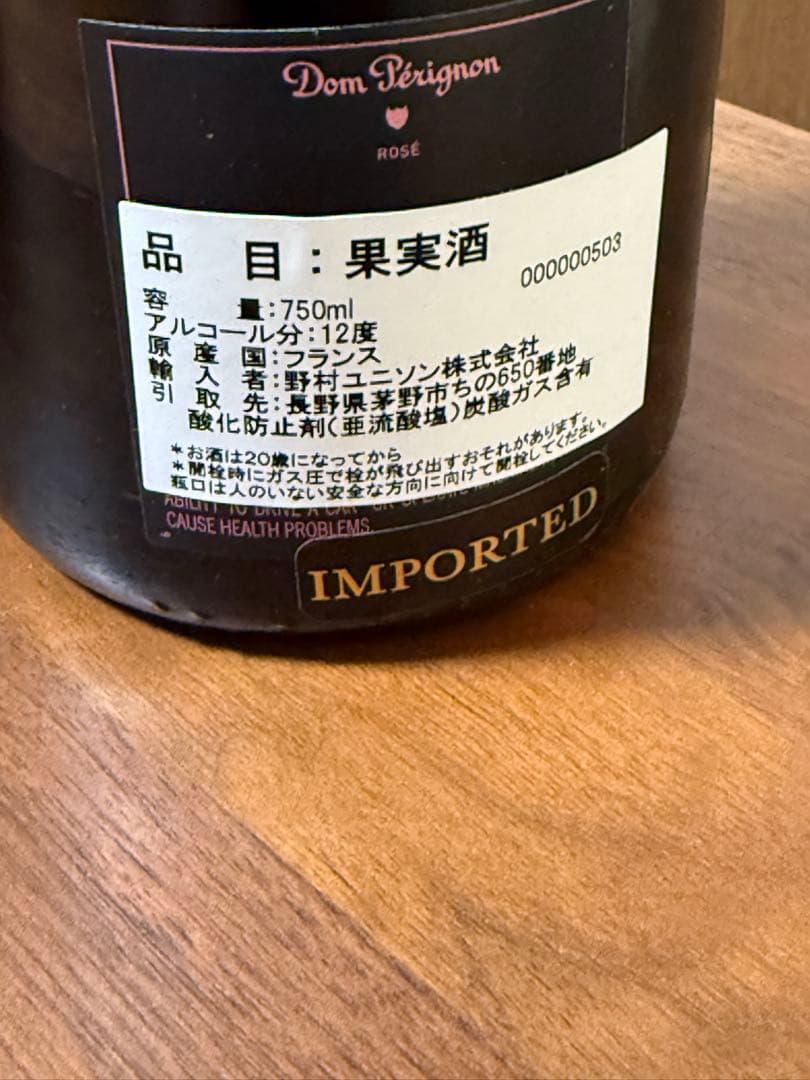 Dom Pérignon
ROSÉ
品 目：果実酒
000000503
容 量：750ml
アルコール分：12度
原 産 国：フランス
輸 入 者：野村ユニソン株式会社
引 取 先：長野県茅野市ちの650番地
酸化防止剤(亜硫酸塩)炭酸ガス含有
＊お酒は20歳になってから
＊開栓時にガス圧で栓が飛び出すおそれがあります。
瓶口は人のいない安全な方向に向けて開栓してください。
ABILITY TO DRIVE A CAR OR
CAUSE HEALTH PROBLEMS.
IMPORTED